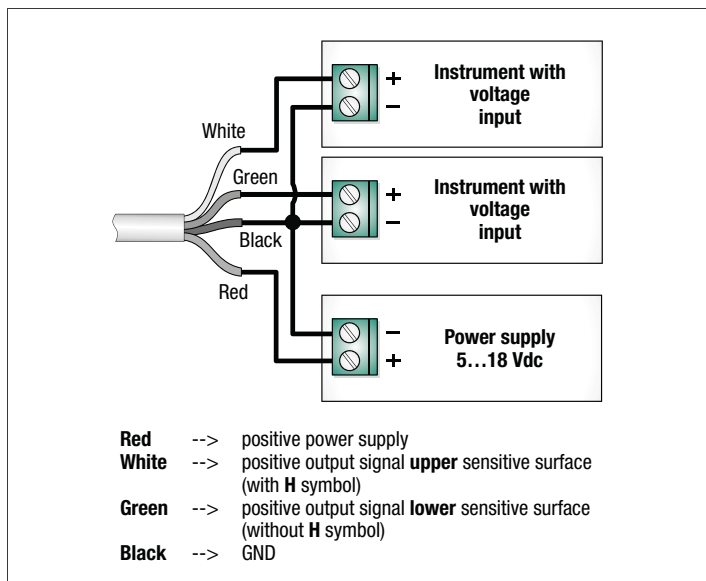 Instrument with
voltage
input
+
−
White
Green
Instrument with
voltage
input
+
−
Black
Red
−
+
Power supply
5...18 Vdc
Red --> positive power supply
White --> positive output signal upper sensitive surface
(with H symbol)
Green --> positive output signal lower sensitive surface
(without H symbol)
Black --> GND